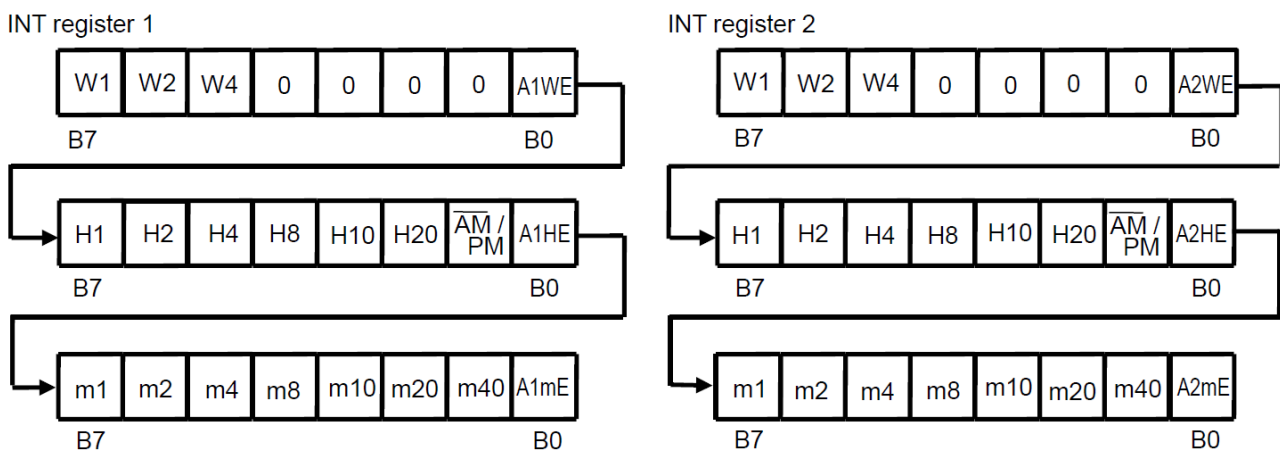 INT register 1
W1 W2 W4 0 0 0 0 A1WE
B7 B0
H1 H2 H4 H8 H10 H20 A̅M̅ / PM A1HE
B7 B0
m1 m2 m4 m8 m10 m20 m40 A1mE
B7 B0
INT register 2
W1 W2 W4 0 0 0 0 A2WE
B7 B0
H1 H2 H4 H8 H10 H20 A̅M̅ / PM A2HE
B7 B0
m1 m2 m4 m8 m10 m20 m40 A2mE
B7 B0